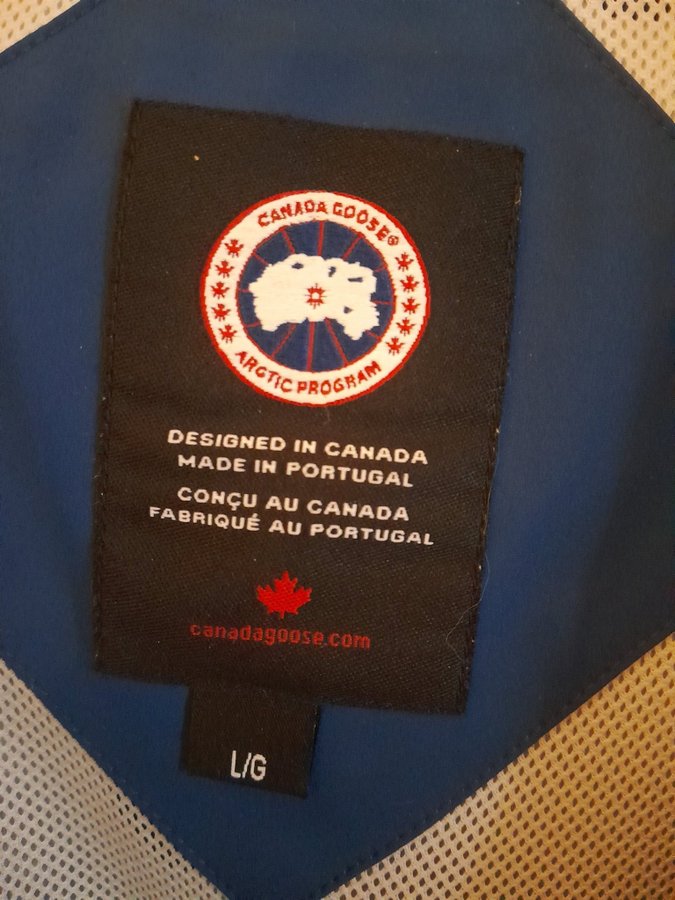 CANADA GOOSE®
ARCTIC PROGRAM
DESIGNED IN CANADA
MADE IN PORTUGAL
CONÇU AU CANADA
FABRIQUÉ AU PORTUGAL
canadagoose.com
L/G